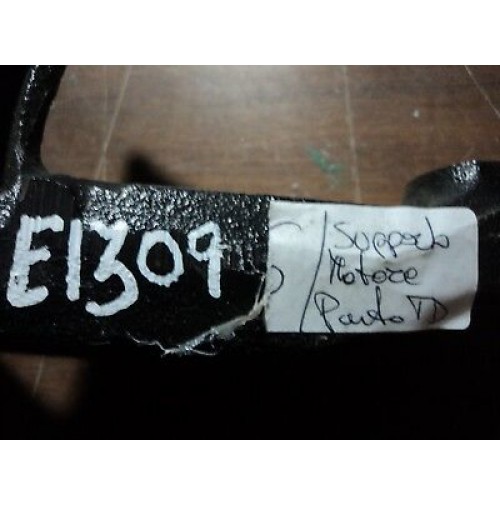 E1309
Supporto
Motore
Punto TD